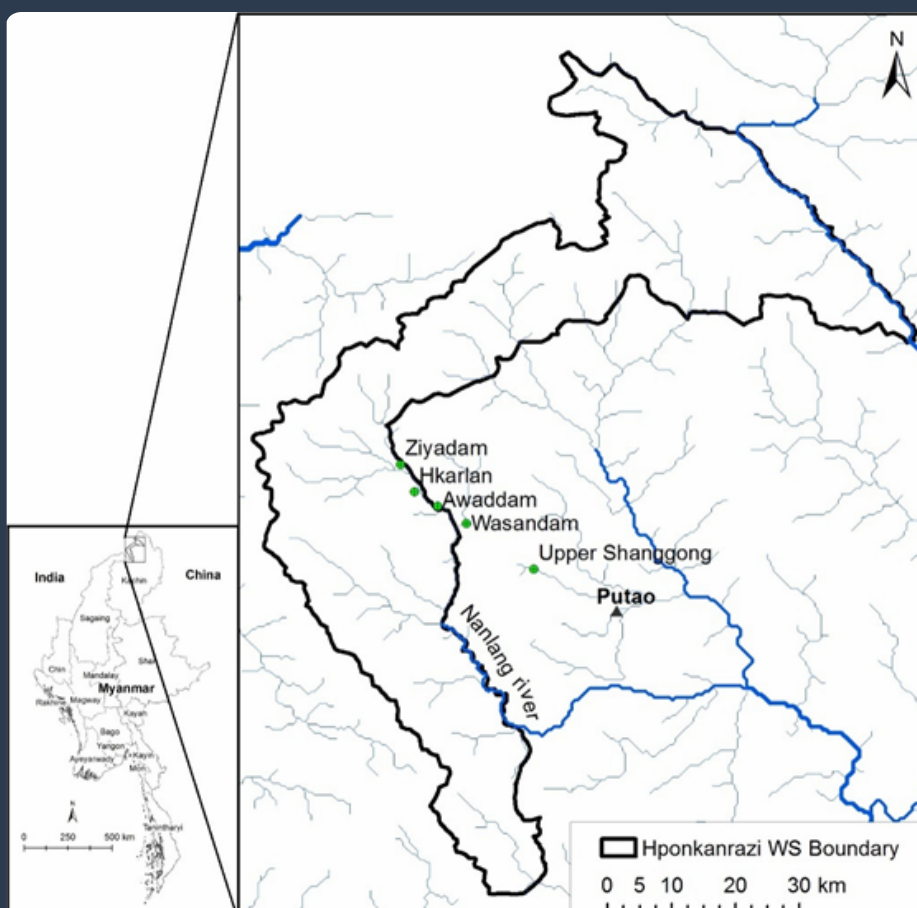 N
Ziyadam
Hkarlan
Awaddam
Wasandam
Upper Shanggong
Putao
Nanlang river
Hponkanrazi WS Boundary
0 5 10 20 30 km
India
China
Kachin
Sagaing
Chin
Shan
Mandalay
Myanmar
Rakhine
Magway
Kayah
Bago
Yangon
Ayeyarwady
Kayin
Mon
N
Tanintharyi
0 250 500 km